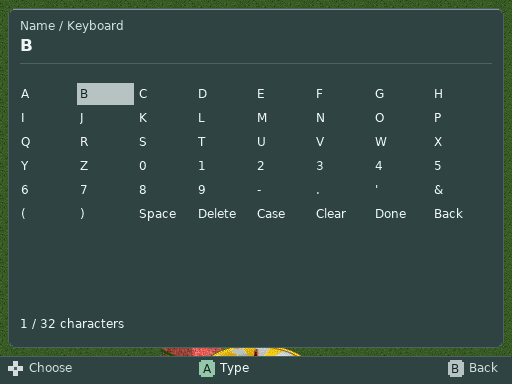 Name / Keyboard
B
A B C D E F G H
I J K L M N O P
Q R S T U V W X
Y Z 0 1 2 3 4 5
6 7 8 9 - . ' &
( ) Space Delete Case Clear Done Back
1 / 32 characters
Choose A Type B Back